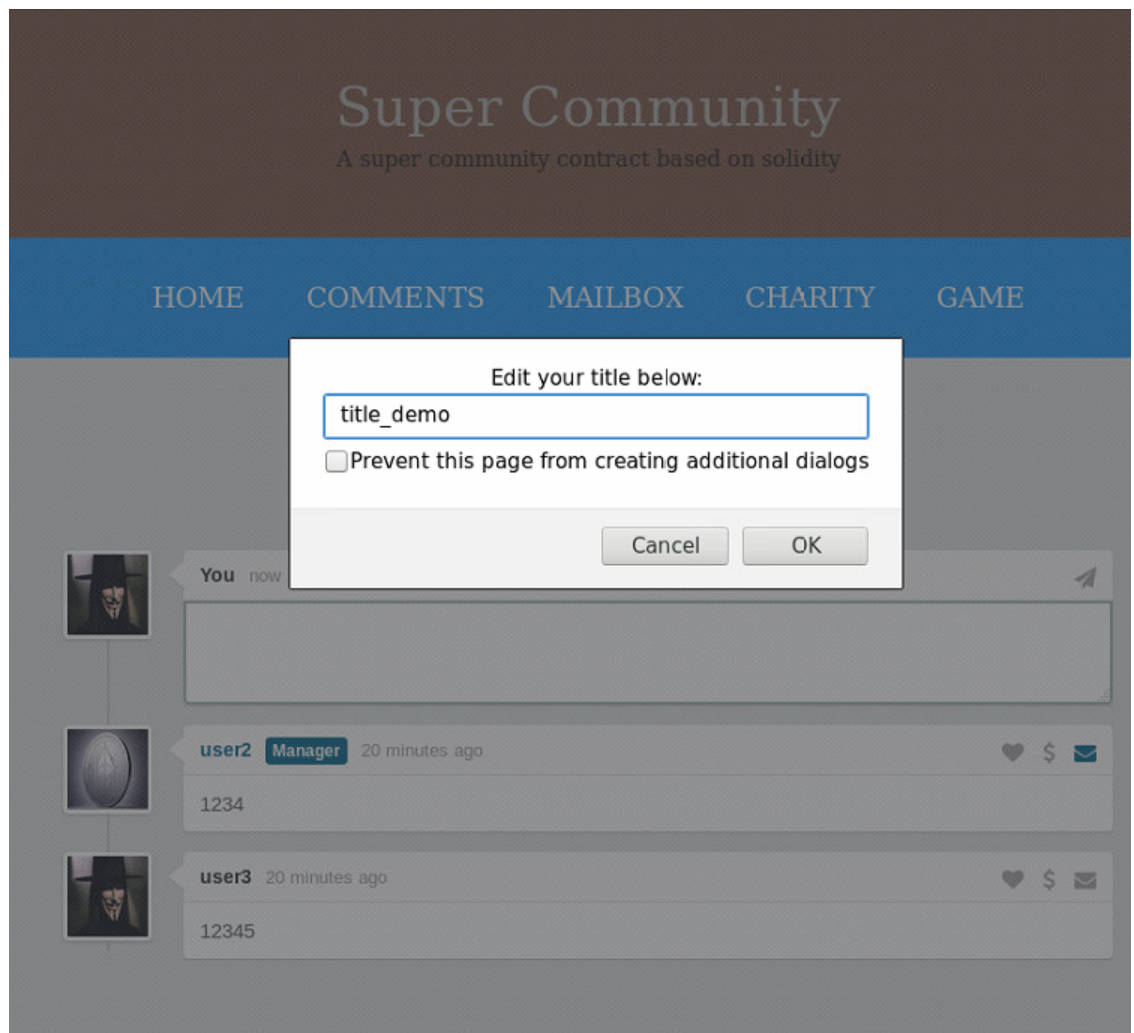 Super Community
A super community contract based on solidity
HOME COMMENTS MAILBOX CHARITY GAME
Edit your title below:
title_demo
Prevent this page from creating additional dialogs
Cancel OK
You now
user2 Manager 20 minutes ago $
1234
user3 20 minutes ago $
12345